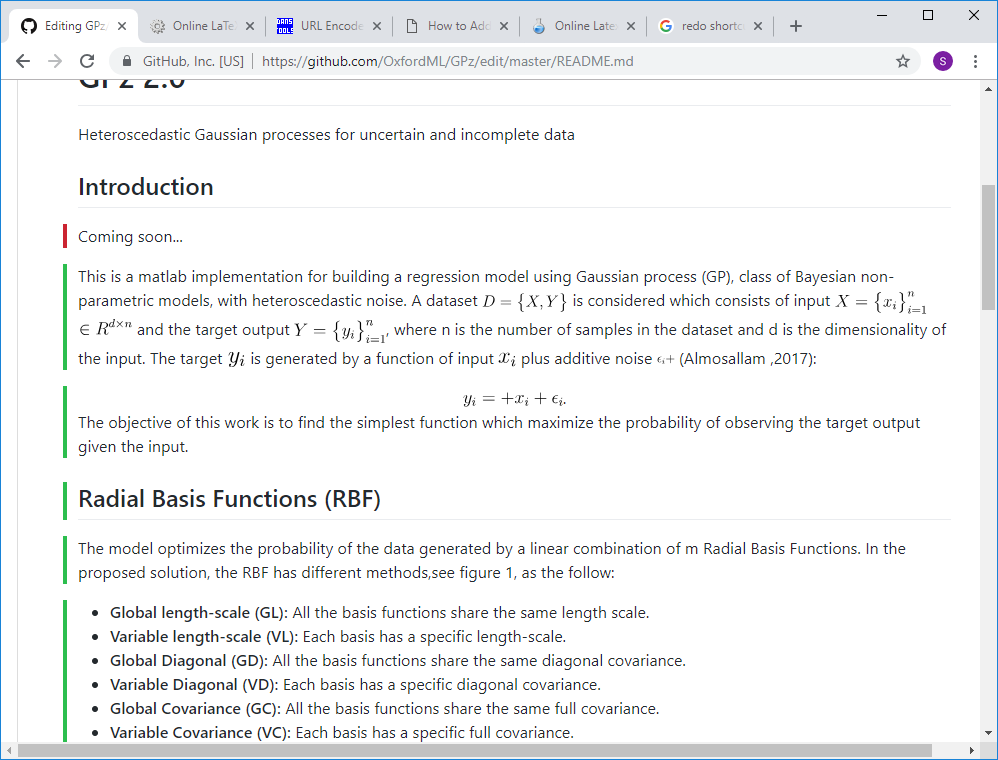 Editing GPz/
Online LaTe
URL Encode
How to Add
Online Late
redo shortc
GitHub, Inc. [US] | https://github.com/OxfordML/GPz/edit/master/README.md
S
GPz 2.0
Heteroscedastic Gaussian processes for uncertain and incomplete data
Introduction
Coming soon...
This is a matlab implementation for building a regression model using Gaussian process (GP), class of Bayesian non-
parametric models, with heteroscedastic noise. A dataset D = {X, Y} is considered which consists of input X = {x_i}_{i=1}^n
∈ R^{d×n} and the target output Y = {y_i}_{i=1}^n, where n is the number of samples in the dataset and d is the dimensionality of
the input. The target y_i is generated by a function of input x_i plus additive noise ϵ_i+ (Almosallam ,2017):
y_i = +x_i + ϵ_i.
The objective of this work is to find the simplest function which maximize the probability of observing the target output
given the input.
Radial Basis Functions (RBF)
The model optimizes the probability of the data generated by a linear combination of m Radial Basis Functions. In the
proposed solution, the RBF has different methods,see figure 1, as the follow:
• Global length-scale (GL): All the basis functions share the same length scale.
• Variable length-scale (VL): Each basis has a specific length-scale.
• Global Diagonal (GD): All the basis functions share the same diagonal covariance.
• Variable Diagonal (VD): Each basis has a specific diagonal covariance.
• Global Covariance (GC): All the basis functions share the same full covariance.
• Variable Covariance (VC): Each basis has a specific full covariance.